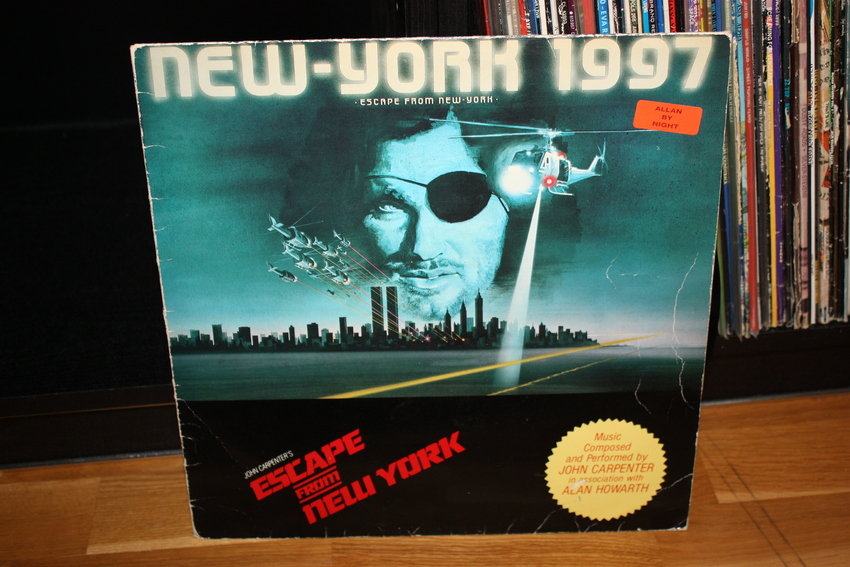 NEW-YORK 1997
· ESCAPE FROM NEW-YORK ·
ALLAN
BY
NIGHT
JOHN CARPENTER'S
ESCAPE
FROM
NEW YORK
Music
Composed
and Performed by
JOHN CARPENTER
in association with
ALAN HOWARTH